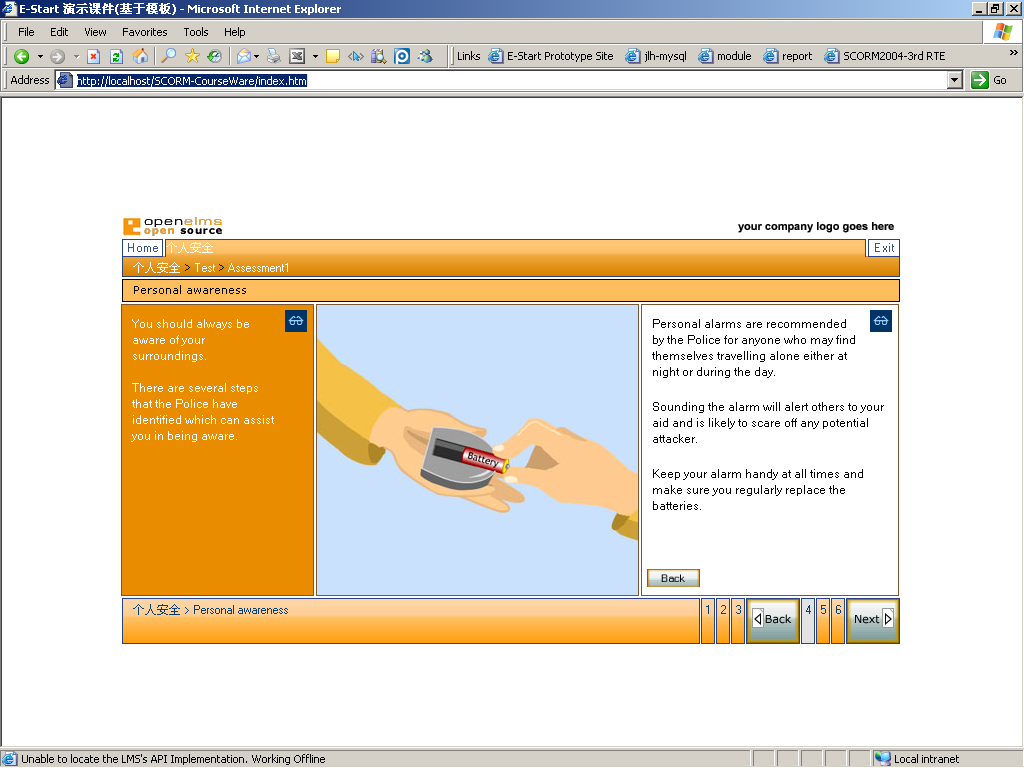 E-Start 演示课件(基于模板) - Microsoft Internet Explorer
File Edit View Favorites Tools Help
Links E-Start Prototype Site jlh-mysql module report SCORM2004-3rd RTE »
Address http://localhost/SCORM-CourseWare/index.htm Go
openelms
open source
your company logo goes here
Home 个人安全 Exit
个人安全 > Test > Assessment1
Personal awareness
You should always be
aware of your
surroundings.
There are several steps
that the Police have
identified which can assist
you in being aware.
Battery
Personal alarms are recommended
by the Police for anyone who may find
themselves travelling alone either at
night or during the day.
Sounding the alarm will alert others to your
aid and is likely to scare off any potential
attacker.
Keep your alarm handy at all times and
make sure you regularly replace the
batteries.
Back
个人安全 > Personal awareness 1 2 3 Back 4 5 6 Next
Unable to locate the LMS's API Implementation. Working Offline Local intranet